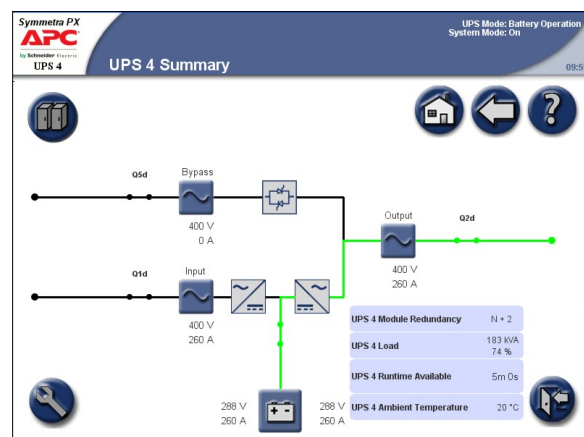 Symmetra PX
APC
by Schneider Electric
UPS 4
UPS 4 Summary
UPS Mode: Battery Operation
System Mode: On
09:5
?
Q5d
Bypass
400 V
0 A
Output
Q2d
400 V
260 A
Q1d
Input
400 V
260 A
UPS 4 Module Redundancy N + 2
UPS 4 Load 183 kVA
74 %
UPS 4 Runtime Available 5m 0s
UPS 4 Ambient Temperature 20 °C
288 V
260 A
288 V
260 A